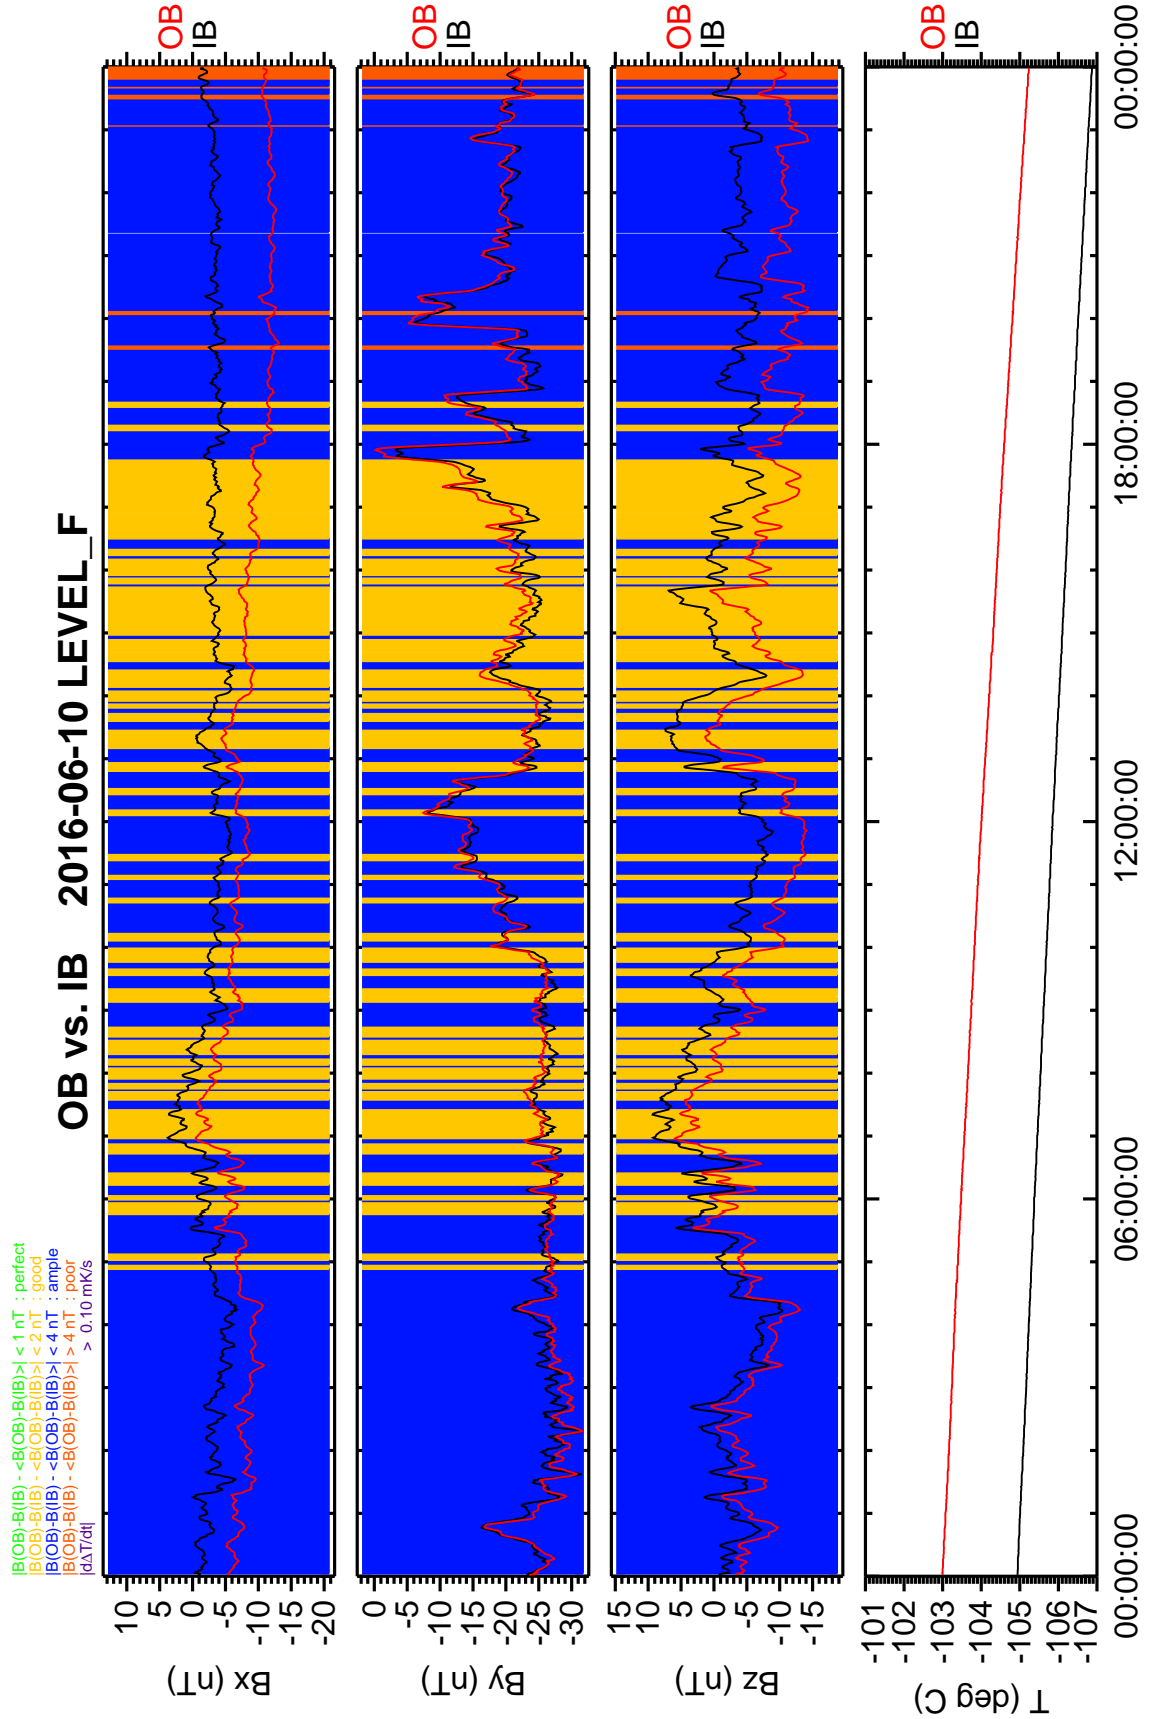 |B(OB)-B(IB) - <B(OB)-B(IB)>| < 1 nT : perfect
|B(OB)-B(IB) - <B(OB)-B(IB)>| < 2 nT : good
|B(OB)-B(IB) - <B(OB)-B(IB)>| < 4 nT : ample
|B(OB)-B(IB) - <B(OB)-B(IB)>| > 4 nT : poor
|dΔT/dt| > 0.10 mK/s
OB vs. IB 2016-06-10 LEVEL_F
Bx (nT)
10
5
0
-5
-10
-15
-20
OB
IB
By (nT)
0
-5
-10
-15
-20
-25
-30
OB
IB
Bz (nT)
15
10
5
0
-5
-10
-15
OB
IB
T (deg C)
-101
-102
-103
-104
-105
-106
-107
OB
IB
00:00:00 06:00:00 12:00:00 18:00:00 00:00:00